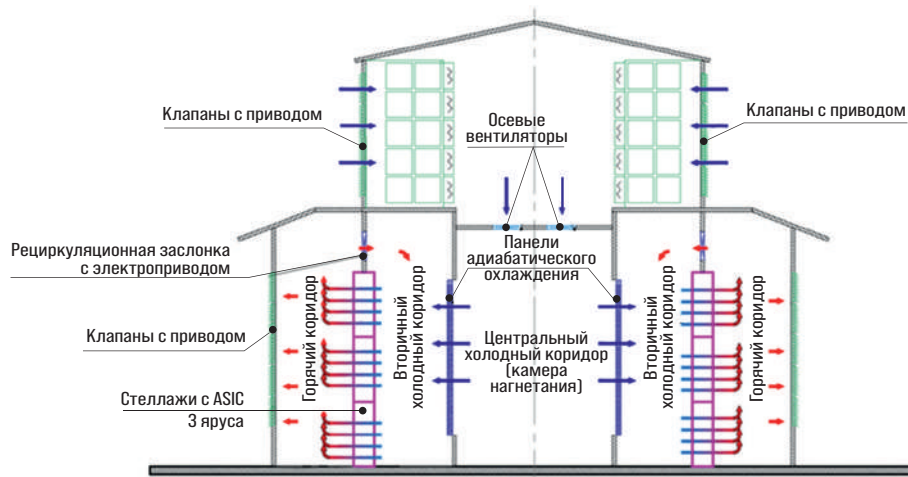 Клапаны с приводом
Осевые
вентиляторы
Клапаны с приводом
Рециркуляционная заслонка
с электроприводом
Панели
адиабатического
охлаждения
Клапаны с приводом
Горячий коридор
Вторичный
холодный коридор
Центральный
холодный коридор
(камера
нагнетания)
Вторичный
холодный коридор
Горячий коридор
Стеллажи с ASIC
3 яруса